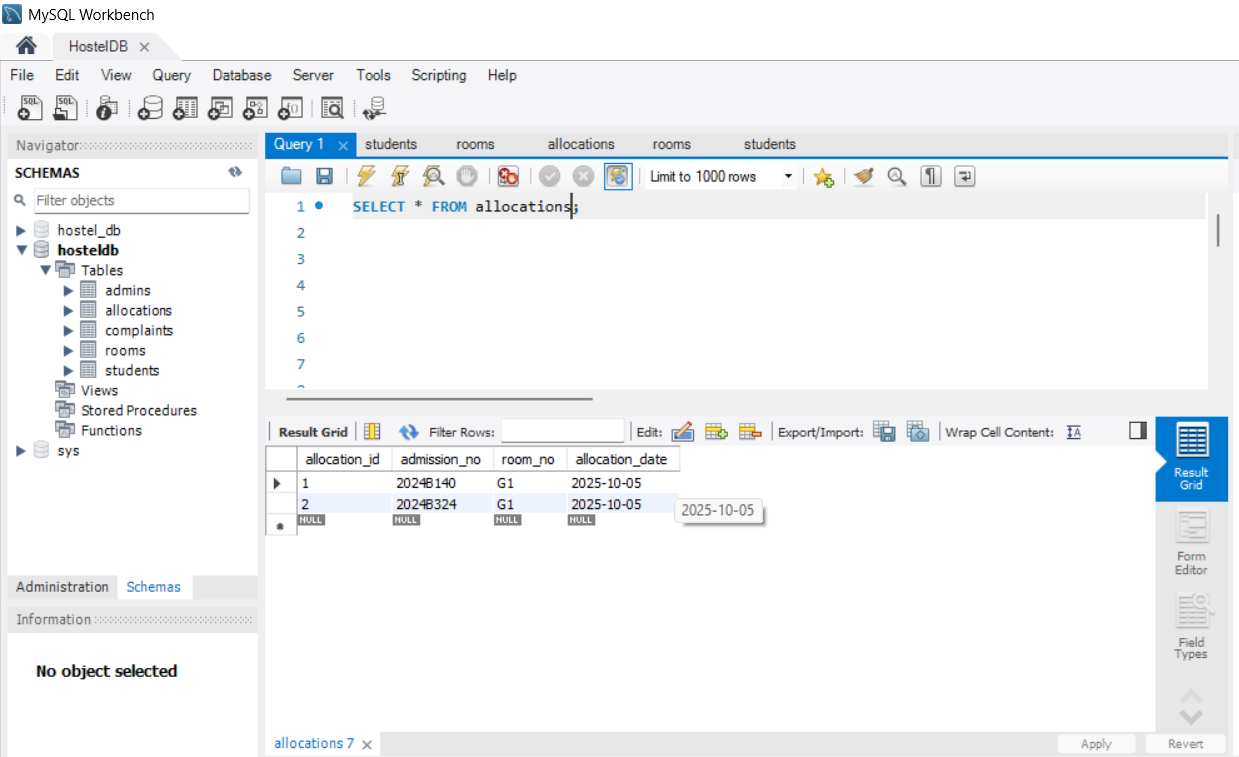 MySQL Workbench
HostelDB
File Edit View Query Database Server Tools Scripting Help
Navigator
SCHEMAS
Filter objects
hostel_db
hosteldb
Tables
admins
allocations
complaints
rooms
students
Views
Stored Procedures
Functions
sys
Administration Schemas
Information
No object selected
Query 1 students rooms allocations rooms students
Limit to 1000 rows
1 SELECT * FROM allocations;
2
3
4
5
6
7
Result Grid Filter Rows: Edit: Export/Import: Wrap Cell Content: IA
allocation_id admission_no room_no allocation_date
1 2024B140 G1 2025-10-05
2 2024B324 G1 2025-10-05
NULL NULL NULL NULL
2025-10-05
Result
Grid
Form
Editor
Field
Types
allocations 7
Apply Revert